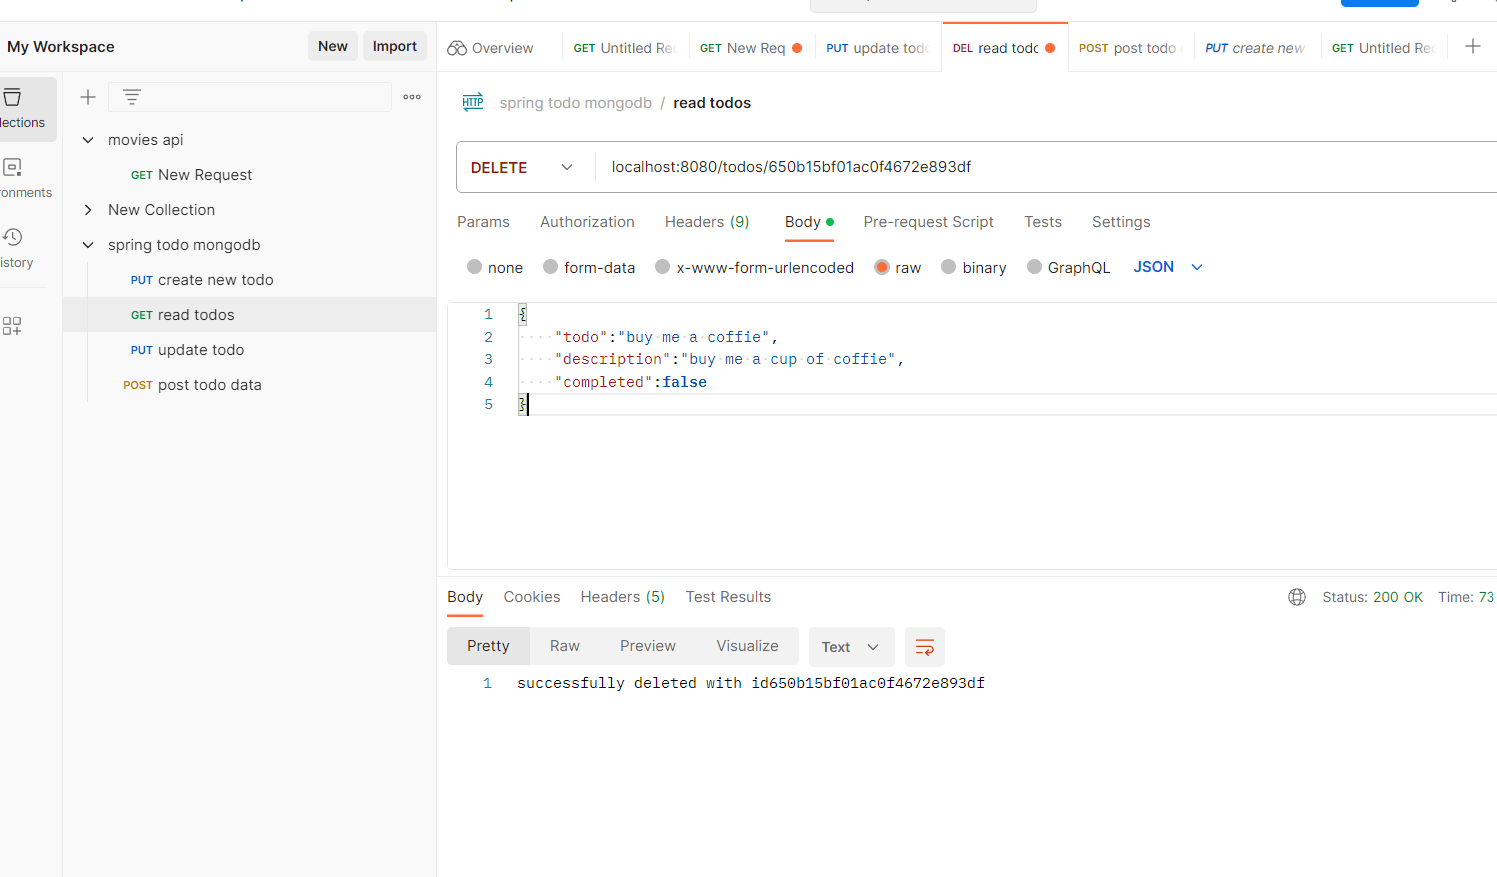 My Workspace
New
Import
Overview
GET Untitled Rec
GET New Req
PUT update todo
DEL read todo
POST post todo
PUT create new
GET Untitled Rec
lections
ronments
istory
movies api
GET New Request
New Collection
spring todo mongodb
PUT create new todo
GET read todos
PUT update todo
POST post todo data
HTTP spring todo mongodb / read todos
DELETE localhost:8080/todos/650b15bf01ac0f4672e893df
Params Authorization Headers (9) Body Pre-request Script Tests Settings
none form-data x-www-form-urlencoded raw binary GraphQL JSON
1 {
2 "todo":"buy me a coffie",
3 "description":"buy me a cup of coffie",
4 "completed":false
5 }
Body Cookies Headers (5) Test Results Status: 200 OK Time: 73
Pretty Raw Preview Visualize Text
1 successfully deleted with id650b15bf01ac0f4672e893df